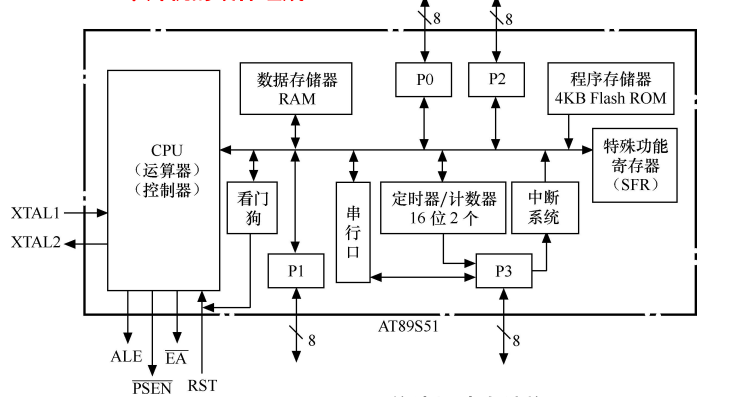 8
8
数据存储器
RAM
P0
P2
程序存储器
4KB Flash ROM
CPU
（运算器）
（控制器）
特殊功能
寄存器
（SFR）
看门
狗
串
行
口
定时器/计数器
16 位 2 个
中断
系统
XTAL1
XTAL2
P1
P3
AT89S51
8
8
ALE
PSEN
EA
RST